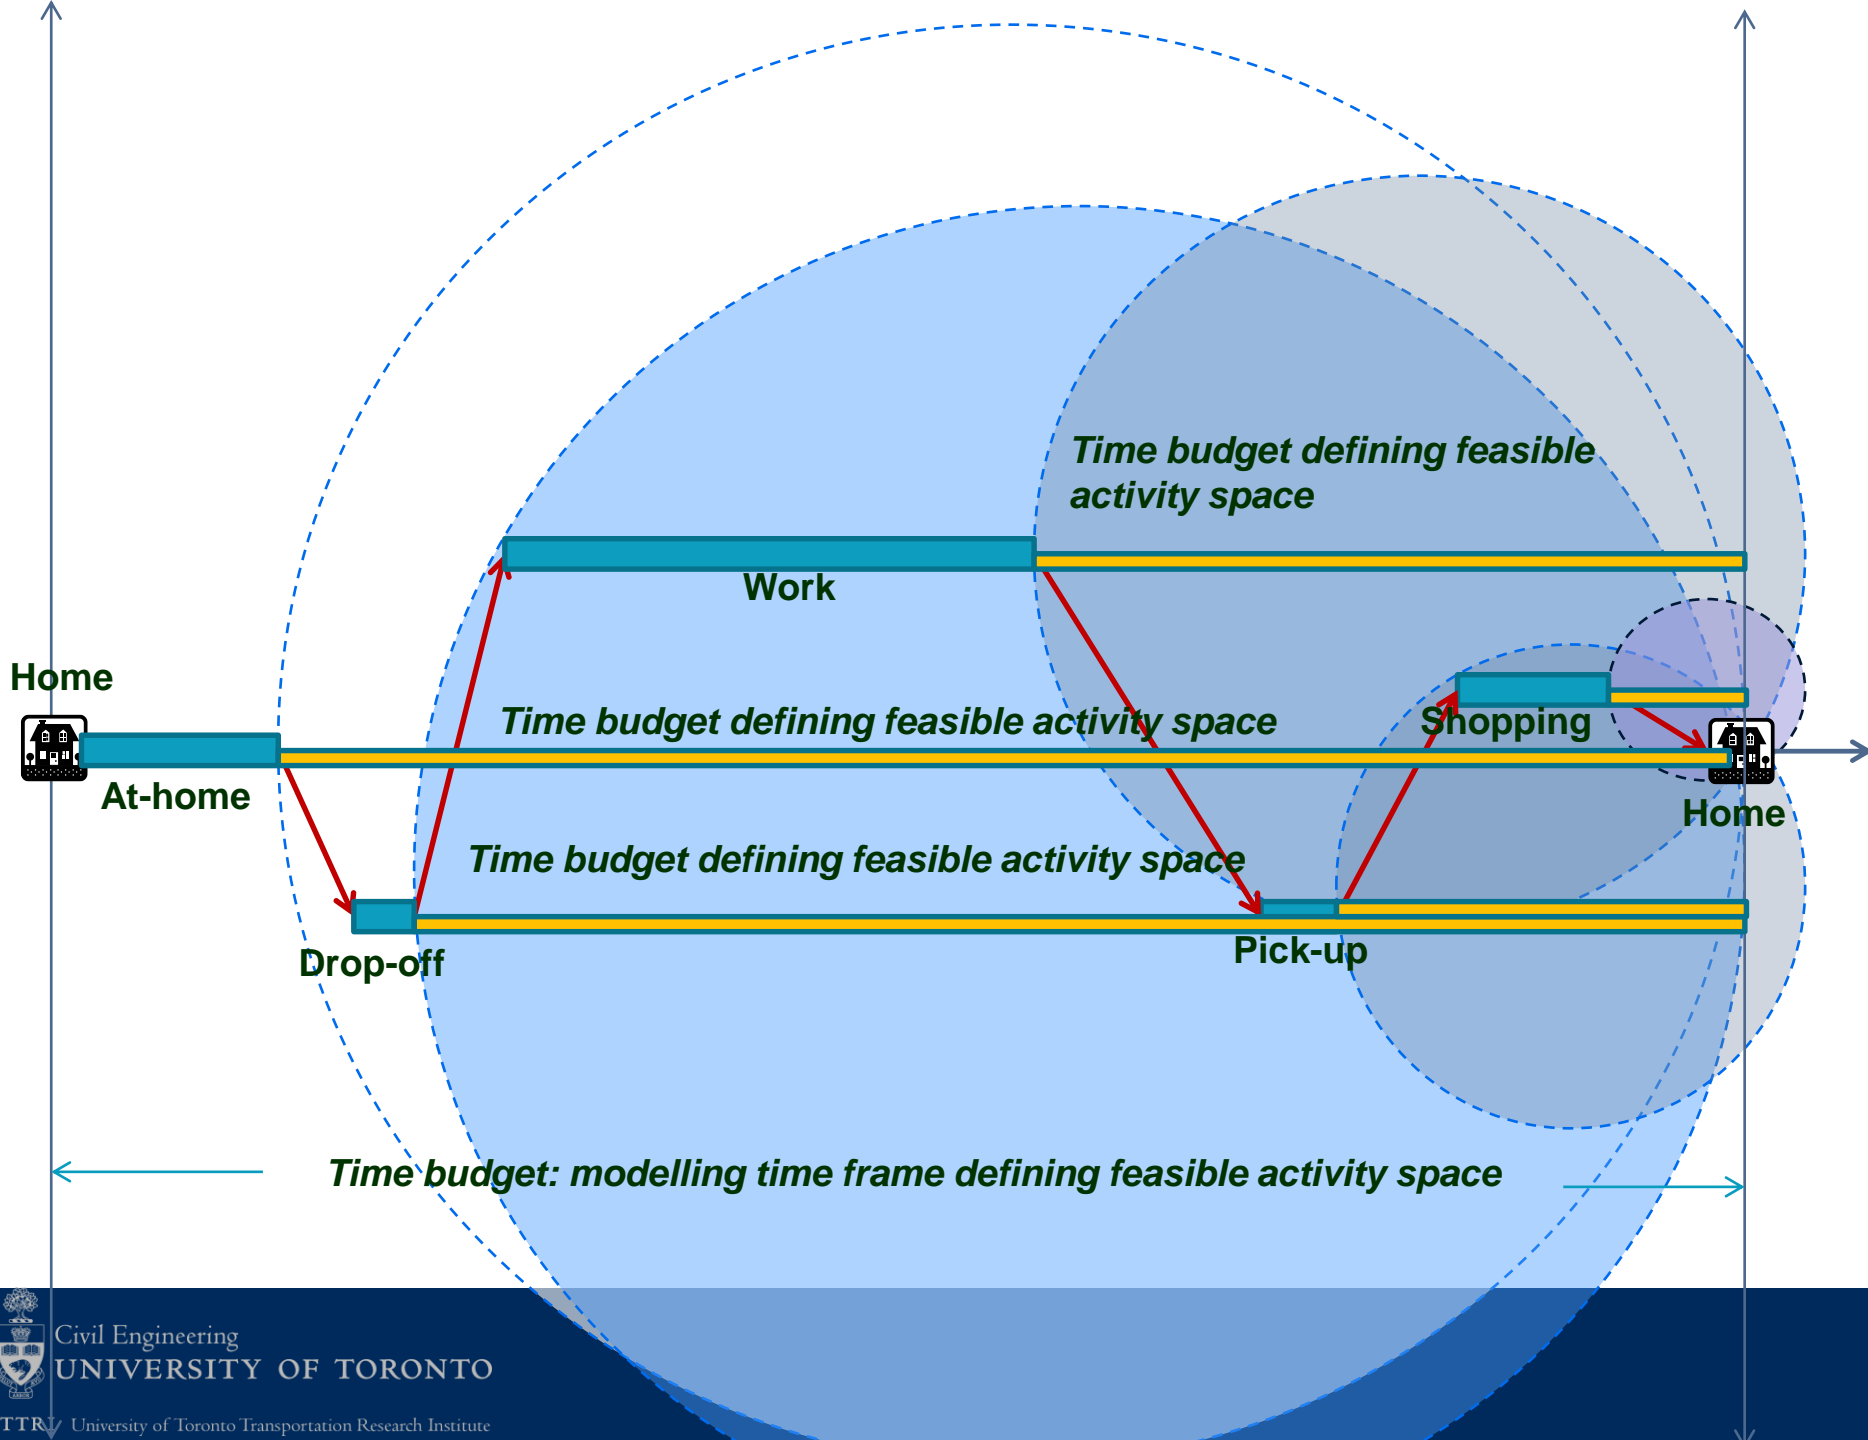 Time budget defining feasible
activity space
Work
Home
Time budget defining feasible activity space
Shopping
At-home
Home
Time budget defining feasible activity space
Drop-off
Pick-up
Time budget: modelling time frame defining feasible activity space
Civil Engineering
UNIVERSITY OF TORONTO
TTRI University of Toronto Transportation Research Institute